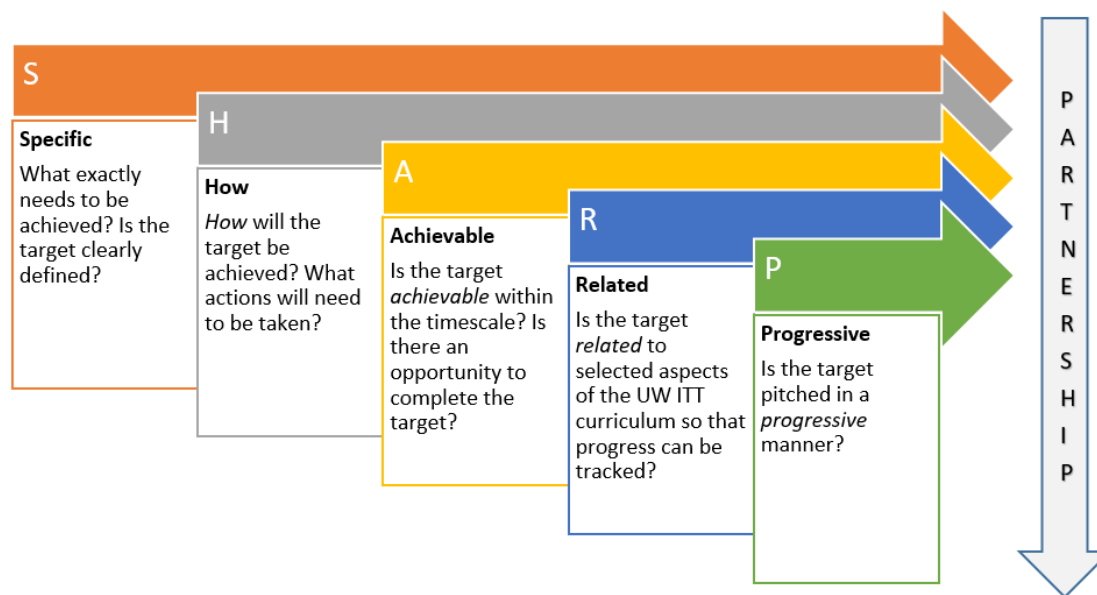 S
Specific
What exactly
needs to be
achieved? Is the
target clearly
defined?
H
How
How will the
target be
achieved? What
actions will need
to be taken?
A
Achievable
Is the target
achievable within
the timescale? Is
there an
opportunity to
complete the
target?
R
Related
Is the target
related to
selected aspects
of the UW ITT
curriculum so that
progress can be
tracked?
P
Progressive
Is the target
pitched in a
progressive
manner?
P
A
R
T
N
E
R
S
H
I
P